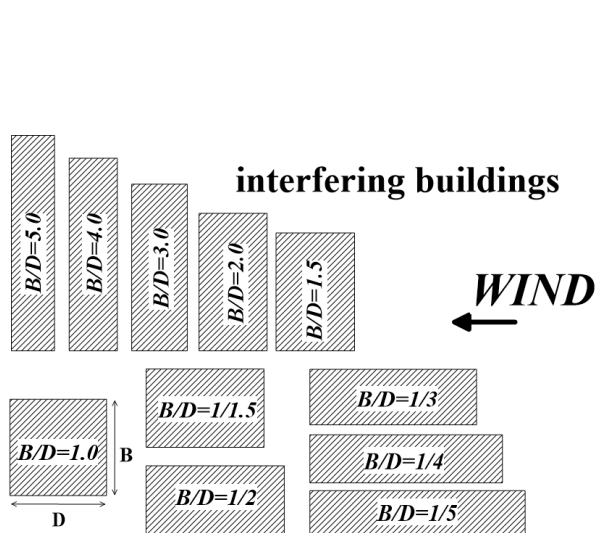 interfering buildings
B/D=5.0
B/D=4.0
B/D=3.0
B/D=2.0
B/D=1.5
WIND
B/D=1.0
B
D
B/D=1/1.5
B/D=1/2
B/D=1/3
B/D=1/4
B/D=1/5